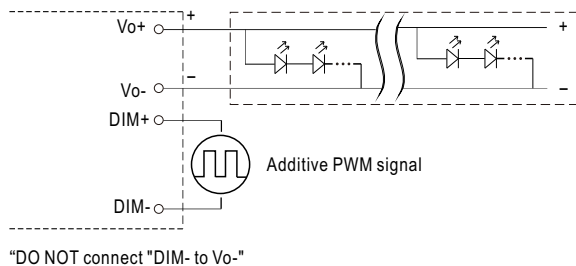 Vo+
+
+
Vo-
−
−
DIM+
Additive PWM signal
DIM-
“DO NOT connect "DIM- to Vo-"